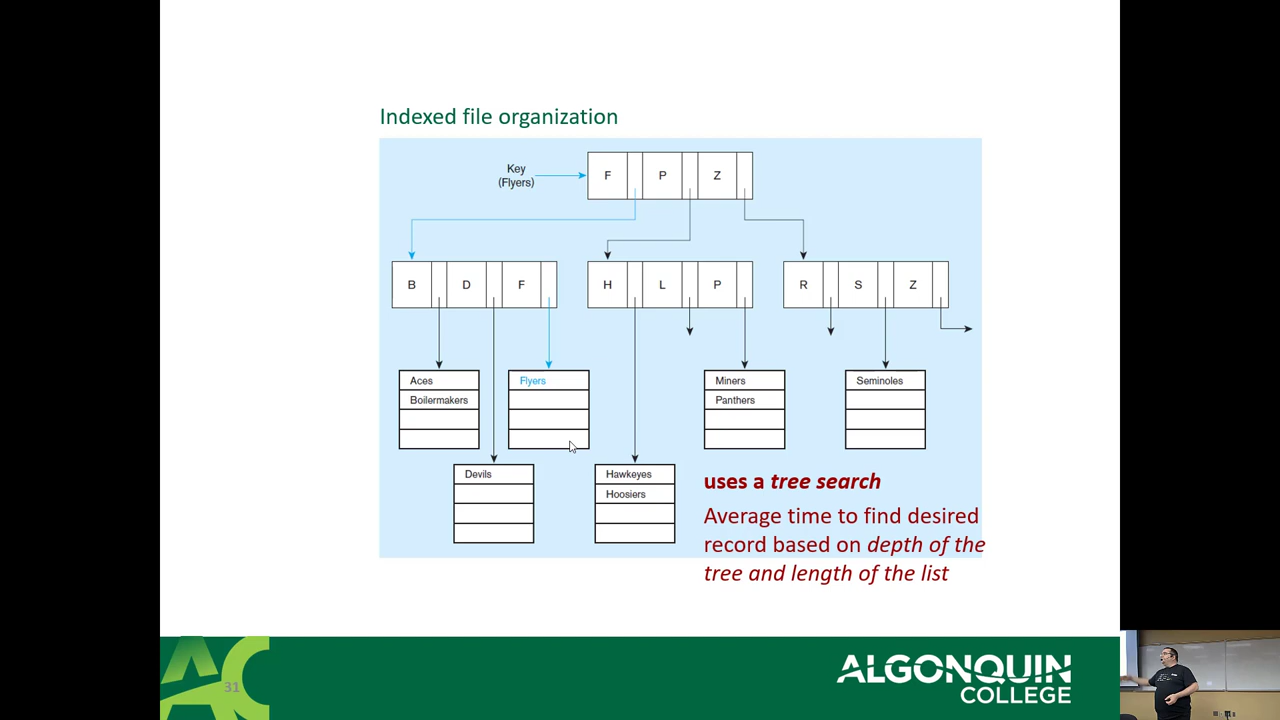 Indexed file organization
Key
(Flyers)
F P Z
B D F
H L P
R S Z
Aces
Boilermakers
Flyers
Miners
Panthers
Seminoles
Devils
Hawkeyes
Hoosiers
uses a tree search
Average time to find desired
record based on depth of the
tree and length of the list
31
ALGONQUIN
COLLEGE